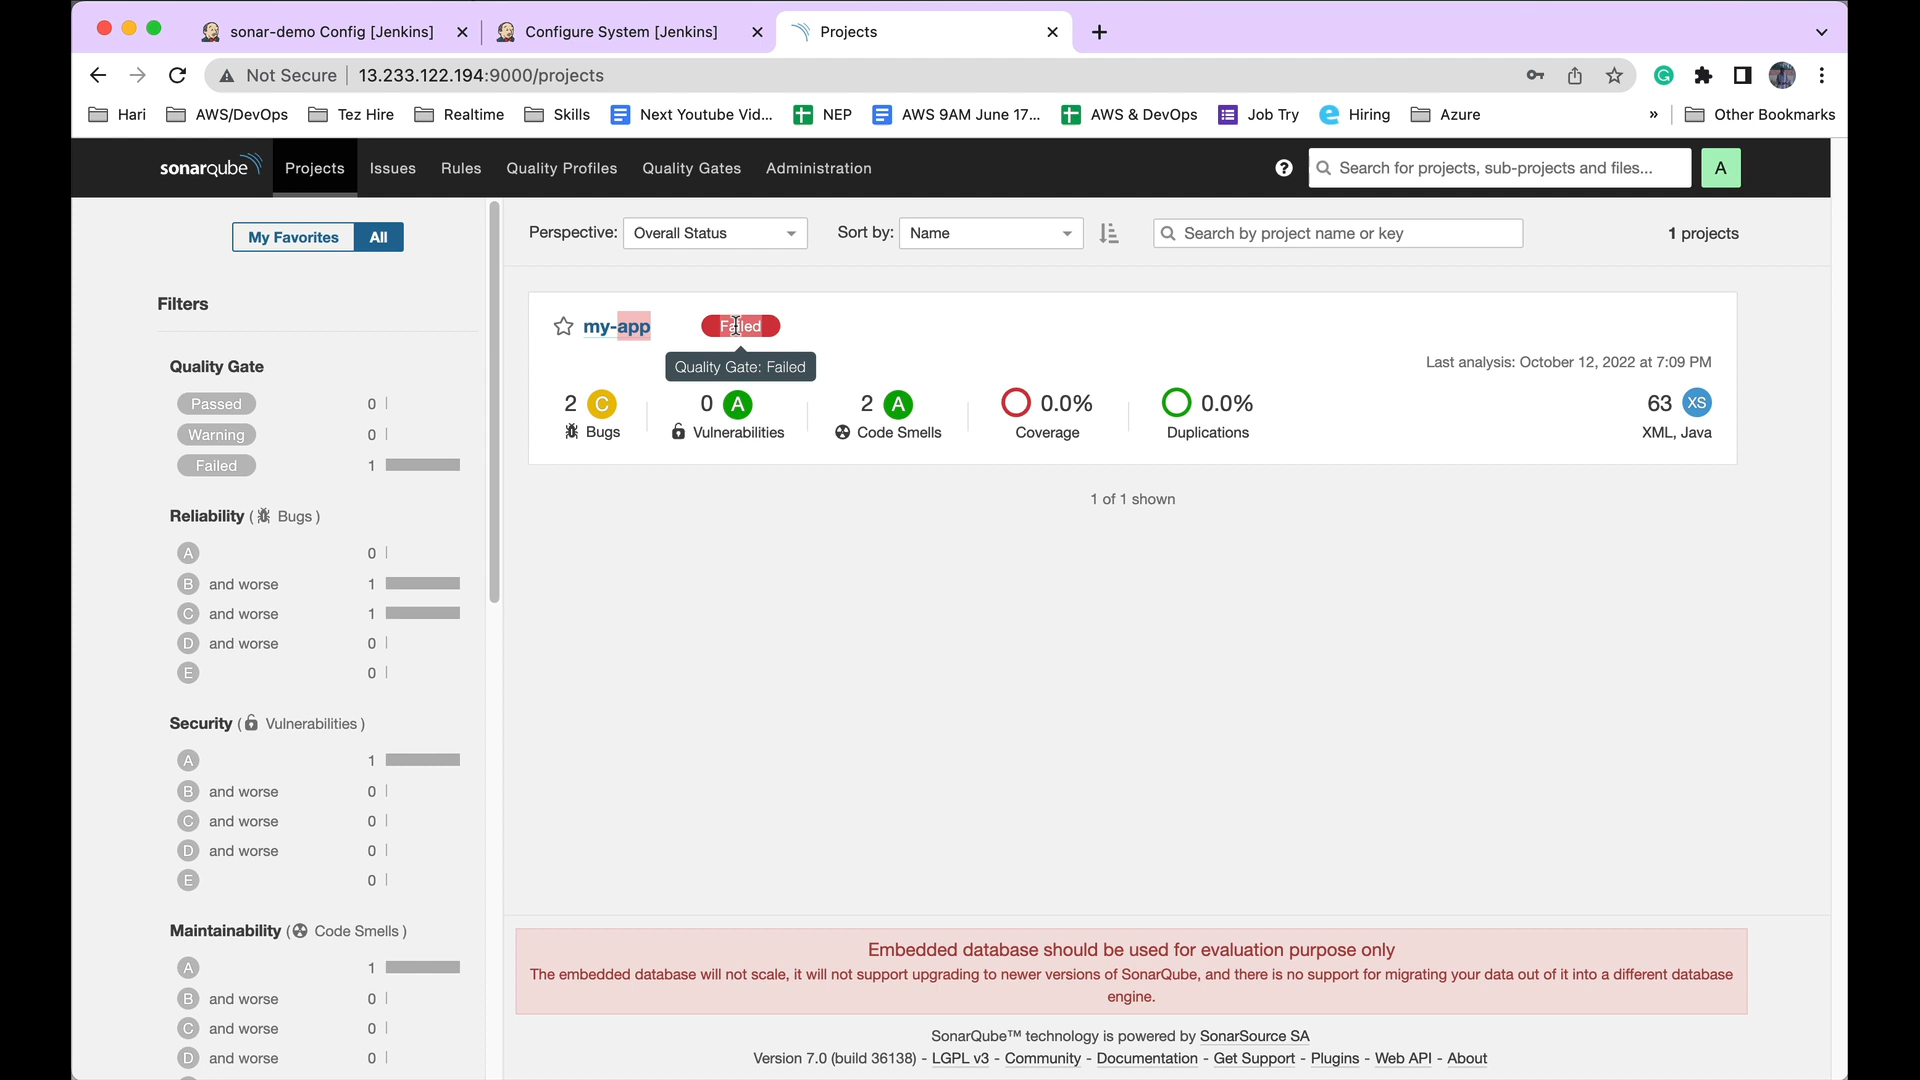 sonar-demo Config [Jenkins]
Configure System [Jenkins]
Projects
Not Secure
13.233.122.194:9000/projects
Hari
AWS/DevOps
Tez Hire
Realtime
Skills
Next Youtube Vid...
NEP
AWS 9AM June 17...
AWS & DevOps
Job Try
Hiring
Azure
»
Other Bookmarks
sonarqube
Projects
Issues
Rules
Quality Profiles
Quality Gates
Administration
Search for projects, sub-projects and files...
A
My Favorites
All
Perspective:
Overall Status
Sort by:
Name
Search by project name or key
1 projects
Filters
Quality Gate
Passed 0
Warning 0
Failed 1
Reliability ( Bugs )
A 0
B and worse 1
C and worse 1
D and worse 0
E 0
Security ( Vulnerabilities )
A 1
B and worse 0
C and worse 0
D and worse 0
E 0
Maintainability ( Code Smells )
A 1
B and worse 0
C and worse 0
D and worse 0
my-app
Failed
Quality Gate: Failed
Last analysis: October 12, 2022 at 7:09 PM
2 C
Bugs
0 A
Vulnerabilities
2 A
Code Smells
0.0%
Coverage
0.0%
Duplications
63 XS
XML, Java
1 of 1 shown
Embedded database should be used for evaluation purpose only
The embedded database will not scale, it will not support upgrading to newer versions of SonarQube, and there is no support for migrating your data out of it into a different database
engine.
SonarQube™ technology is powered by SonarSource SA
Version 7.0 (build 36138) - LGPL v3 - Community - Documentation - Get Support - Plugins - Web API - About